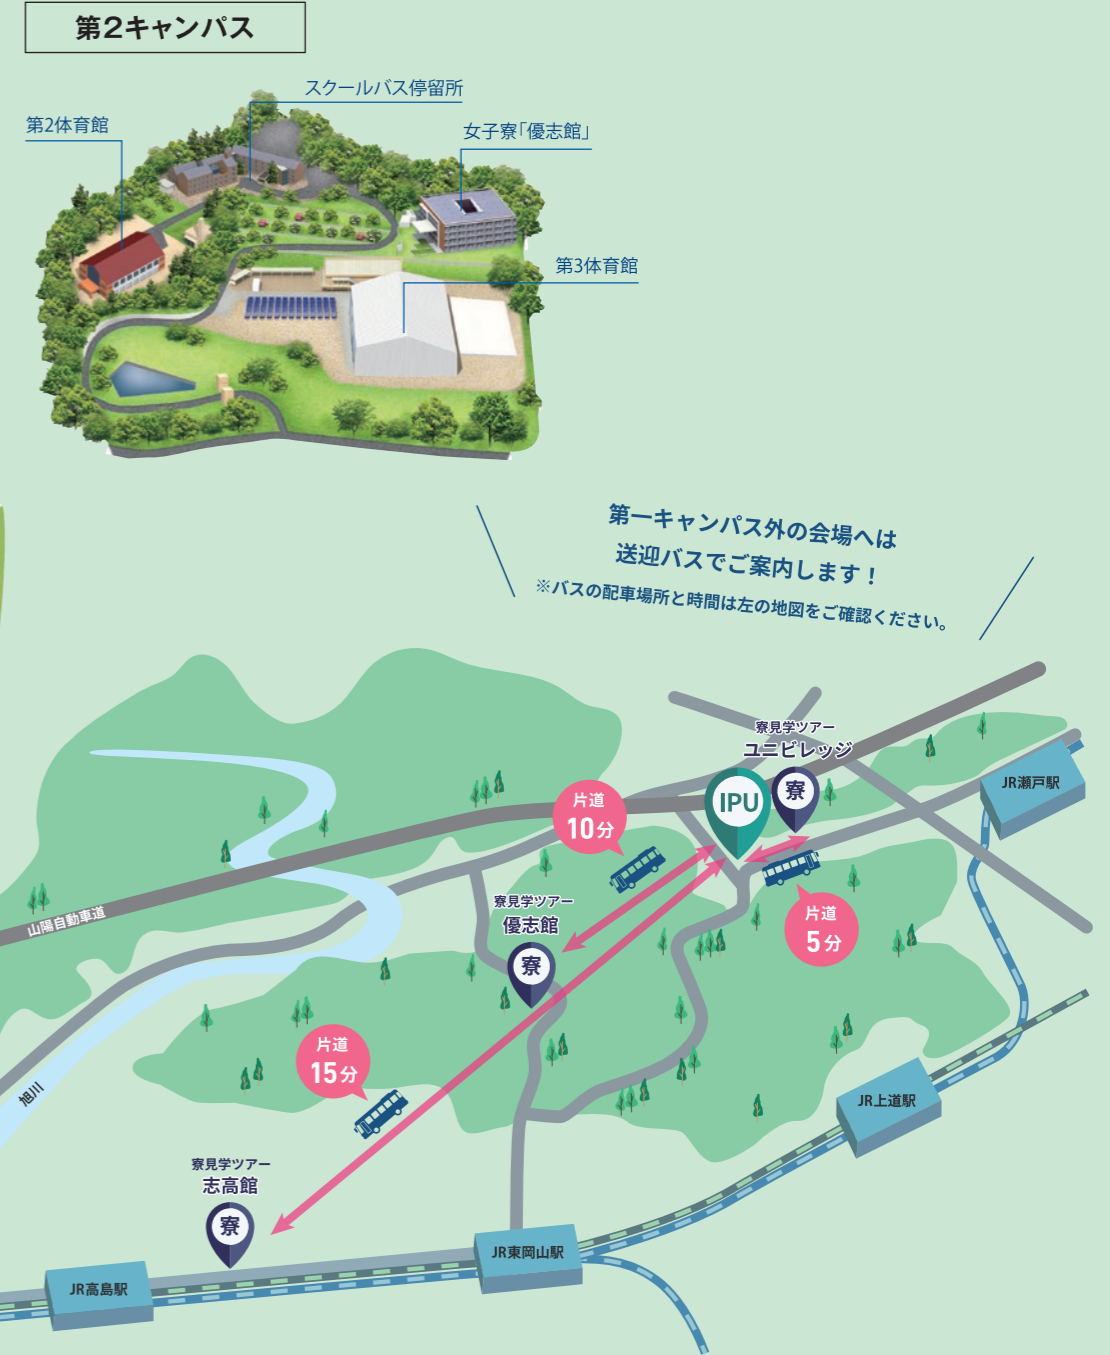 第2キャンパス
スクールバス停留所
第2体育館
女子寮「優志館」
第3体育館
第一キャンパス外の会場へは
送迎バスでご案内します！
※バスの配車場所と時間は左の地図をご確認ください。
寮見学ツアー
ユニビレッジ
寮
IPU
JR瀬戸駅
片道
10分
寮見学ツアー
優志館
寮
片道
5分
山陽自動車道
片道
15分
旭川
JR上道駅
寮見学ツアー
志高館
寮
JR東岡山駅
JR高島駅